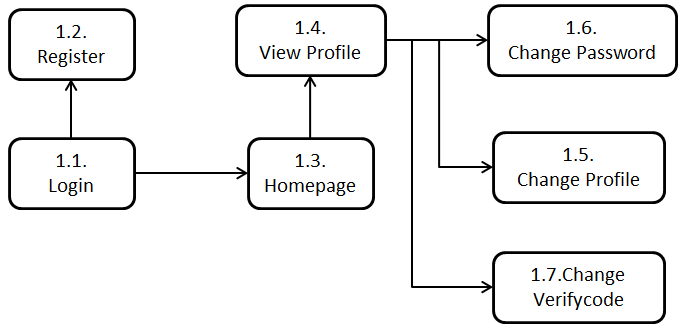 1.2.
Register
1.4.
View Profile
1.6.
Change Password
1.1.
Login
1.3.
Homepage
1.5.
Change Profile
1.7.Change
Verifycode